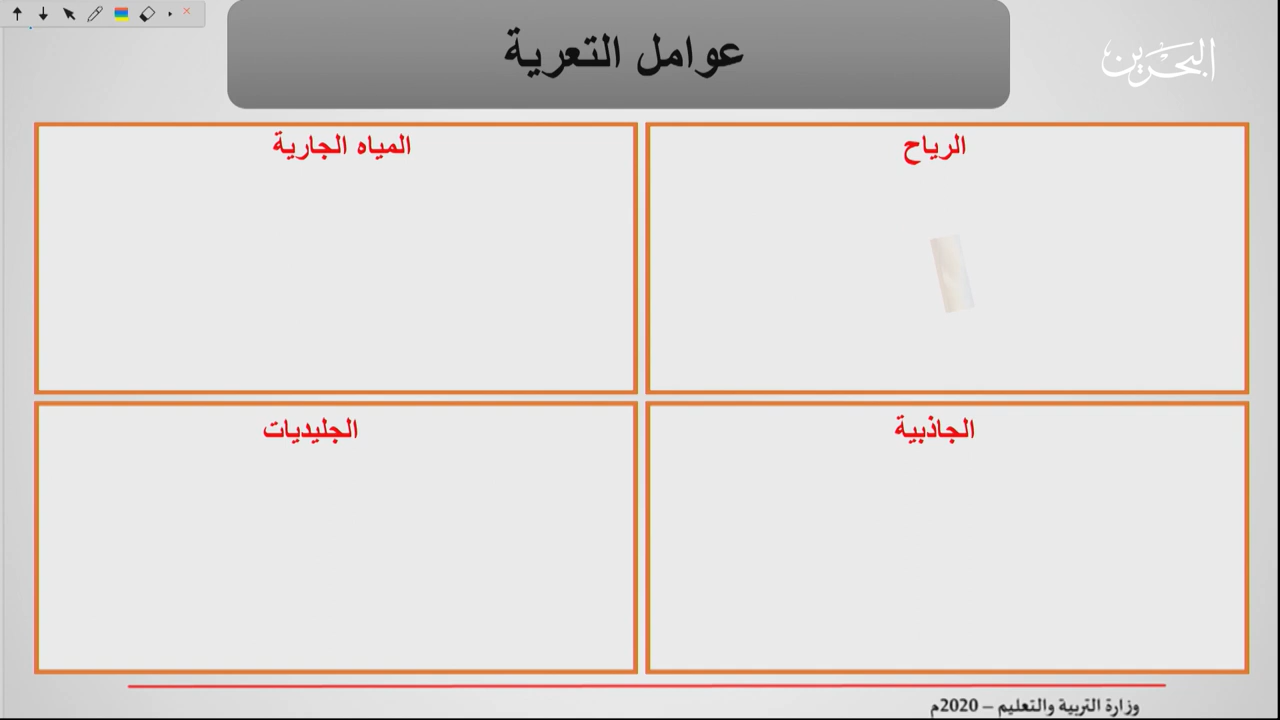 عوامل التعرية
البحرين
الرياح
المياه الجارية
الجاذبية
الجليديات
وزارة التربية والتعليم – 2020م